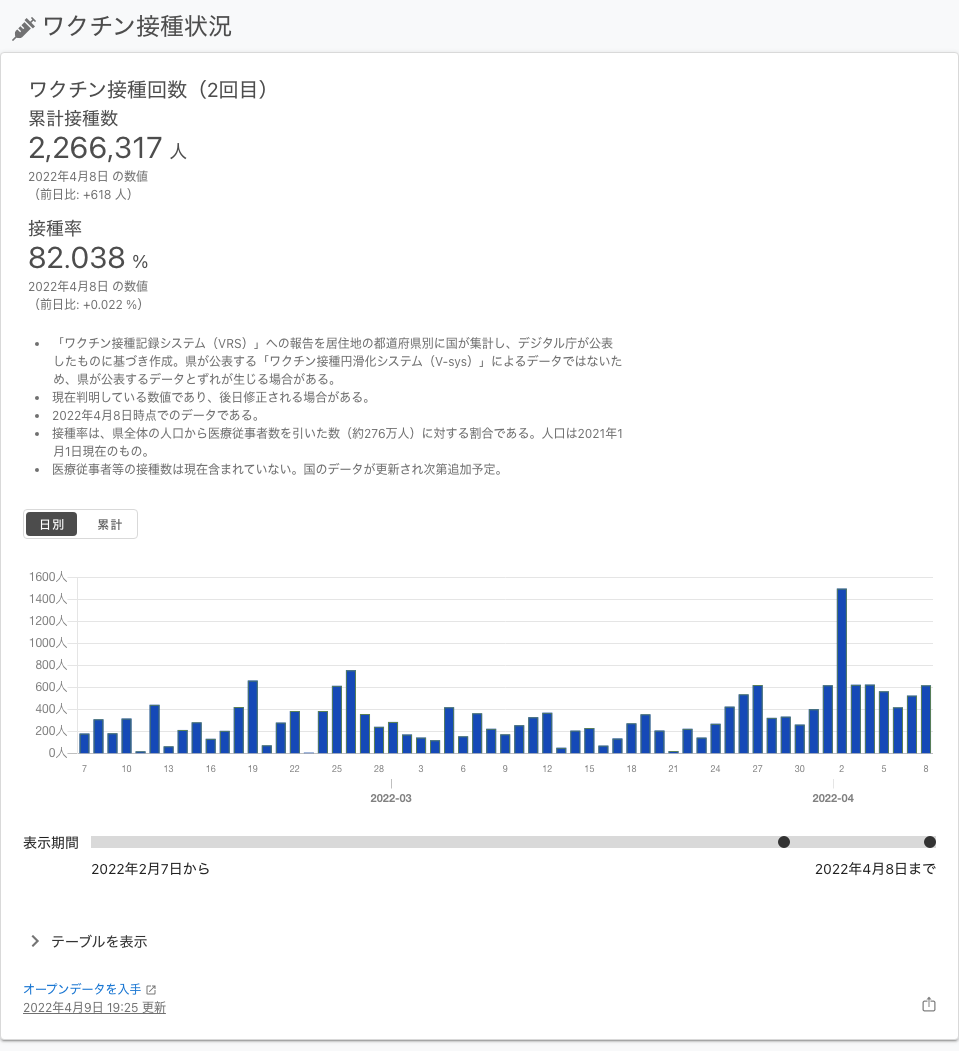 ワクチン接種状況
ワクチン接種回数（2回目）
累計接種数
2,266,317 人
2022年4月8日 の数値
（前日比: +618 人）
接種率
82.038 %
2022年4月8日 の数値
（前日比: +0.022 %）
• 「ワクチン接種記録システム（VRS）」への報告を居住地の都道府県別に国が集計し、デジタル庁が公表
したものに基づき作成。県が公表する「ワクチン接種円滑化システム（V-sys）」によるデータではないた
め、県が公表するデータとずれが生じる場合がある。
• 現在判明している数値であり、後日修正される場合がある。
• 2022年4月8日時点でのデータである。
• 接種率は、県全体の人口から医療従事者数を引いた数（約276万人）に対する割合である。人口は2021年1
月1日現在のもの。
• 医療従事者等の接種数は現在含まれていない。国のデータが更新され次第追加予定。
日別 累計
1600人
1400人
1200人
1000人
800人
600人
400人
200人
0人
7 10 13 16 19 22 25 28 3 6 9 12 15 18 21 24 27 30 2 5 8
2022-03 2022-04
表示期間
2022年2月7日から 2022年4月8日まで
テーブルを表示
オープンデータを入手
2022年4月9日 19:25 更新